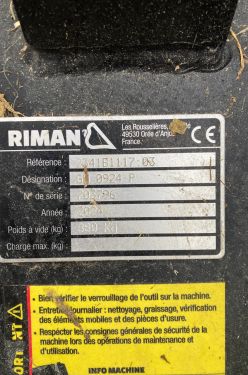 RIMAN
Les Rousselières,
49530 Orée d'Anjou
France.
CE
Référence :
Désignation :
N° de série :
Année
Poids à vide (kg) :
Charge max. (kg) :
• Bien vérifier le verrouillage de l'outil sur la machine.
• Entretien journalier : nettoyage, graissage, vérification
des éléments mobiles et des pièces d'usure.
• Respecter les consignes générales de sécurité de la
machine lors des opérations de maintenance et
d'utilisation.
INFO MACHINE